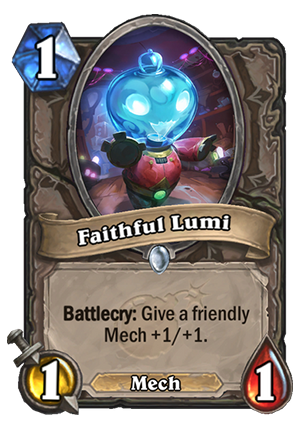 1
Faithful Lumi
Battlecry: Give a friendly
Mech +1/+1.
1
Mech
1